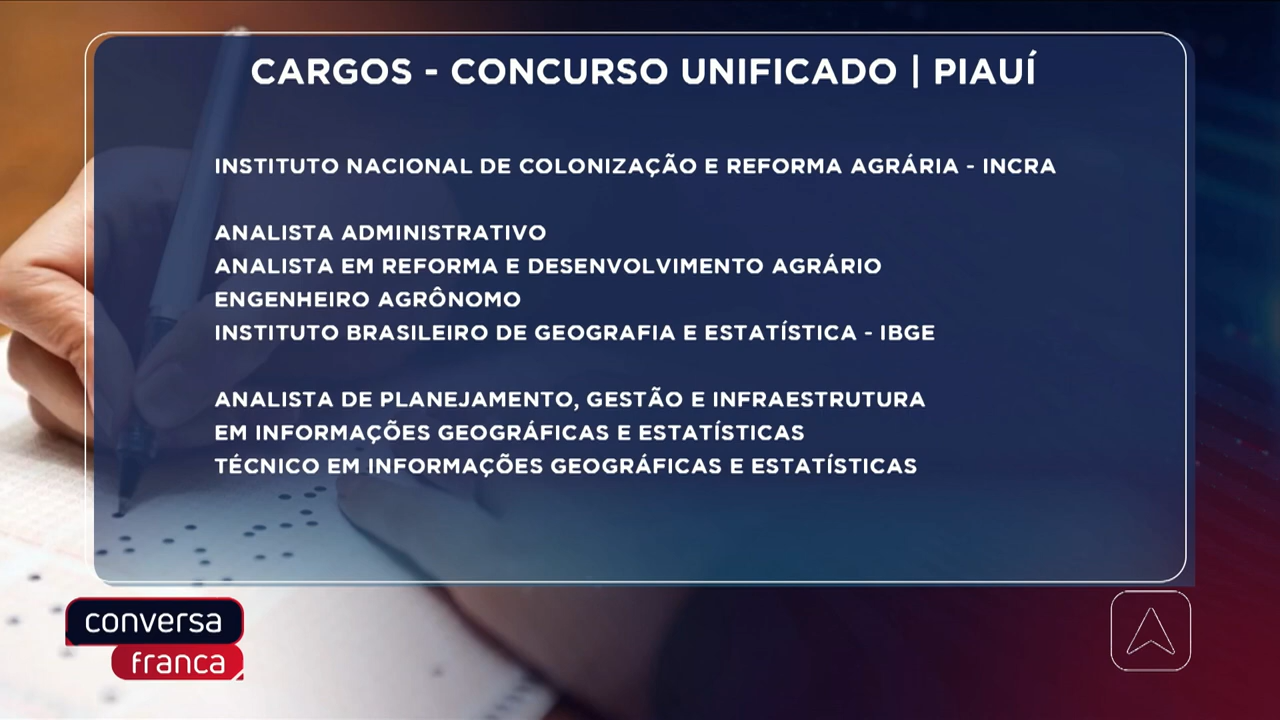 CARGOS - CONCURSO UNIFICADO | PIAUÍ
INSTITUTO NACIONAL DE COLONIZAÇÃO E REFORMA AGRÁRIA - INCRA
ANALISTA ADMINISTRATIVO
ANALISTA EM REFORMA E DESENVOLVIMENTO AGRÁRIO
ENGENHEIRO AGRÔNOMO
INSTITUTO BRASILEIRO DE GEOGRAFIA E ESTATÍSTICA - IBGE
ANALISTA DE PLANEJAMENTO, GESTÃO E INFRAESTRUTURA
EM INFORMAÇÕES GEOGRÁFICAS E ESTATÍSTICAS
TÉCNICO EM INFORMAÇÕES GEOGRÁFICAS E ESTATÍSTICAS
conversa
franca